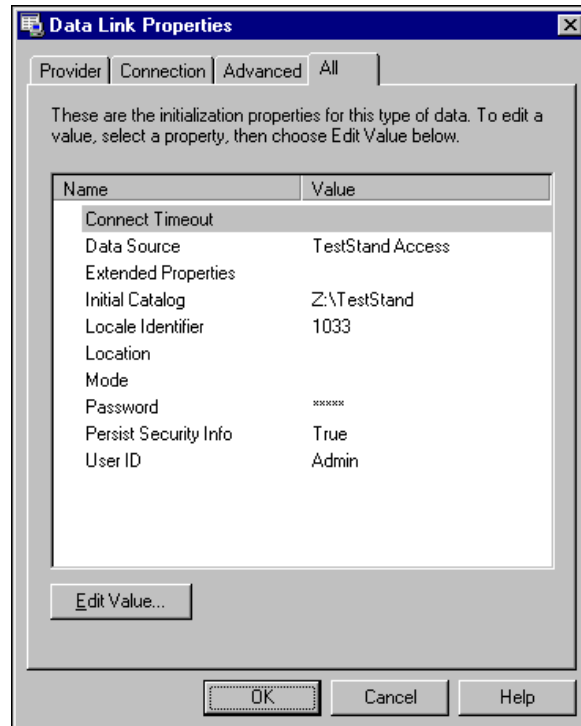 Data Link Properties
Provider Connection Advanced All
These are the initialization properties for this type of data. To edit a
value, select a property, then choose Edit Value below.
Name Value
Connect Timeout
Data Source TestStand Access
Extended Properties
Initial Catalog Z:\TestStand
Locale Identifier 1033
Location
Mode
Password *****
Persist Security Info True
User ID Admin
Edit Value...
OK Cancel Help